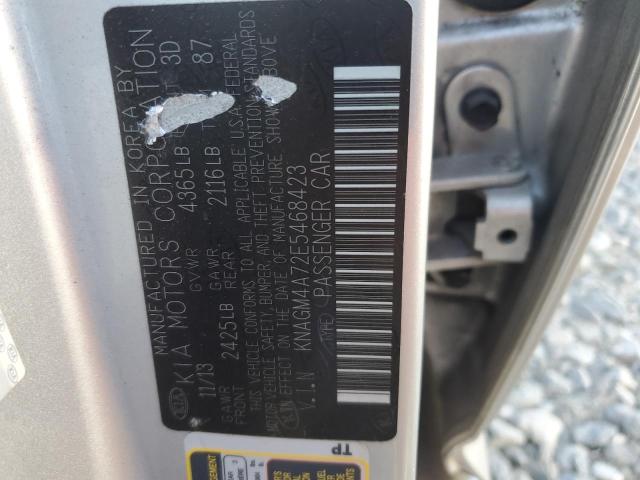 MANUFACTURED IN KOREA BY
KIA MOTORS CORPORATION
11/13 GVWR 4365LB 3D
GAWR FRONT 2425LB GAWR REAR 2116LB 87
THIS VEHICLE CONFORMS TO ALL APPLICABLE U.S.A. FEDERAL
MOTOR VEHICLE SAFETY, BUMPER, AND THEFT PREVENTION STANDARDS
IN EFFECT ON THE DATE OF MANUFACTURE SHOWN ABOVE
V.I.N KNAGM4A72E5468423
TYPE PASSENGER CAR
TP